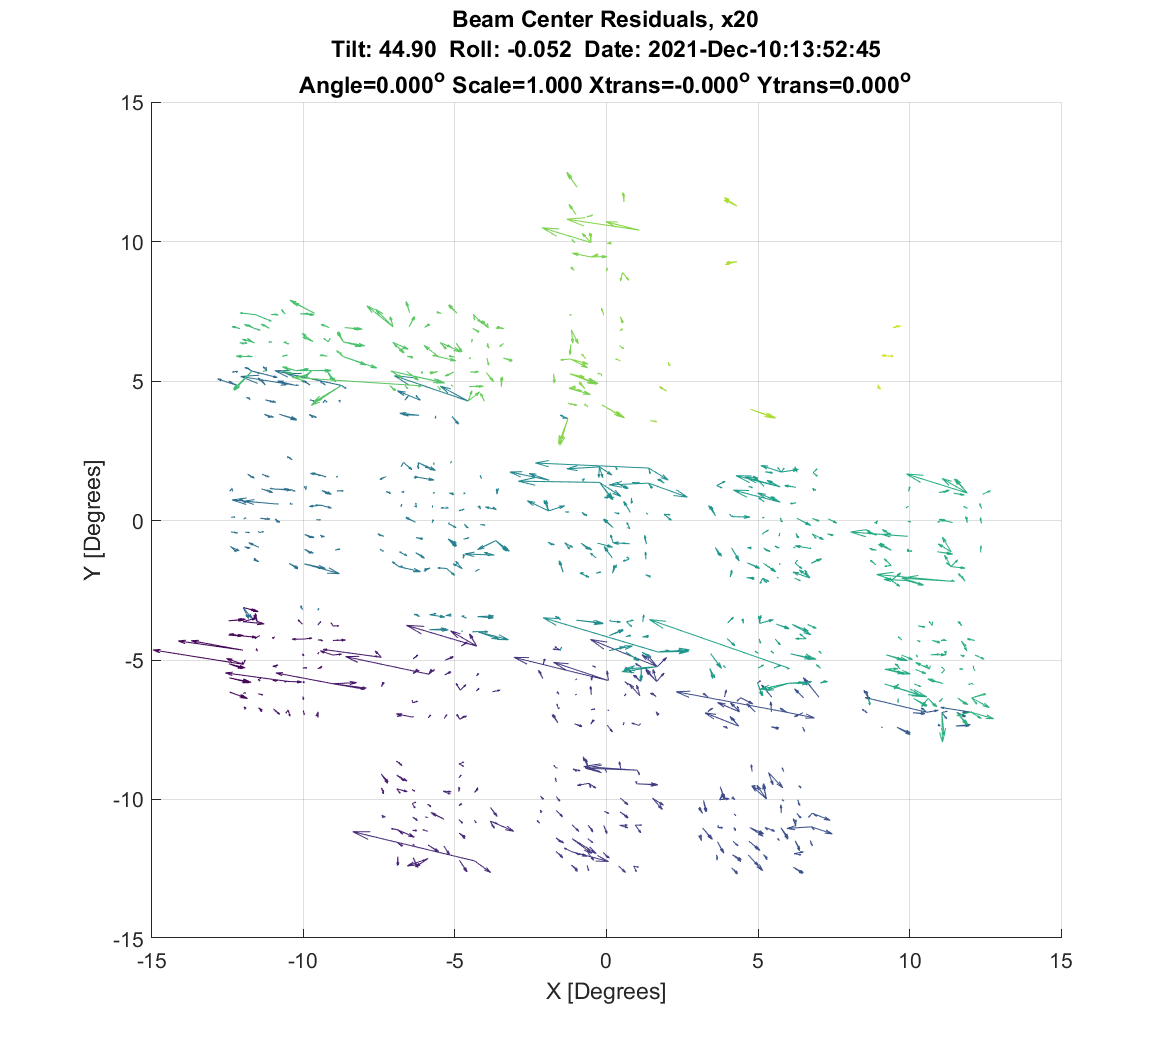 Beam Center Residuals, x20
Tilt: 44.90 Roll: -0.052 Date: 2021-Dec-10:13:52:45
Angle=0.000° Scale=1.000 Xtrans=-0.000° Ytrans=0.000°
15
10
5
0
-5
-10
-15
Y [Degrees]
-15 -10 -5 0 5 10 15
X [Degrees]